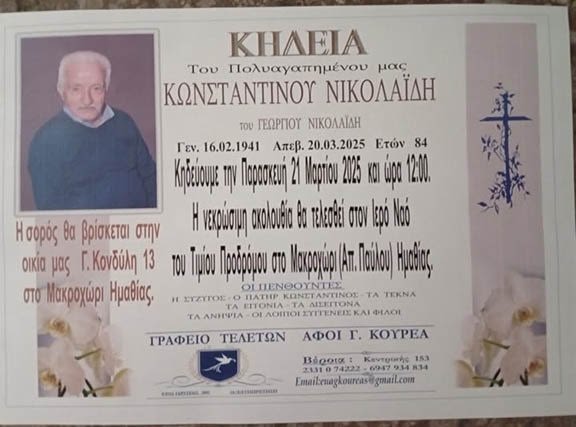 ΚΗΔΕΙΑ
Του Πολυαγαπημένου μας
ΚΩΝΣΤΑΝΤΙΝΟΥ ΝΙΚΟΛΑΪΔΗ
του ΓΕΩΡΓΙΟΥ ΝΙΚΟΛΑΪΔΗ
Γεν. 16.02.1941 Απεβ. 20.03.2025 Ετών 84
Κηδεύουμε την Παρασκευή 21 Μαρτίου 2025 και ώρα 12:00.
Η νεκρώσιμη ακολουθία θα τελεσθεί στον Ιερό Ναό
του Τιμίου Προδρόμου στο Μακροχώρι (Απ. Παύλου) Ημαθίας.
Η σορός θα βρίσκεται στην
οικία μας Γ. Κονδύλη 13
στο Μακροχώρι Ημαθίας.
ΟΙ ΠΕΝΘΟΥΝΤΕΣ
Η ΣΥΖΥΓΟΣ - Ο ΠΑΤΗΡ ΚΩΝΣΤΑΝΤΙΝΟΣ - ΤΑ ΤΕΚΝΑ
ΤΑ ΕΓΓΟΝΙΑ - ΤΑ ΔΙΣΕΓΓΟΝΑ
ΤΑ ΑΝΗΨΙΑ - ΟΙ ΛΟΙΠΟΙ ΣΥΓΓΕΝΕΙΣ ΚΑΙ ΦΙΛΟΙ
ΓΡΑΦΕΙΟ ΤΕΛΕΤΩΝ ΑΦΟΙ Γ. ΚΟΥΡΕΑ
Βέροια: Κεντρικής 153
2331 0 74222 - 6947 934 834
Email:euagkoureas@gmail.com